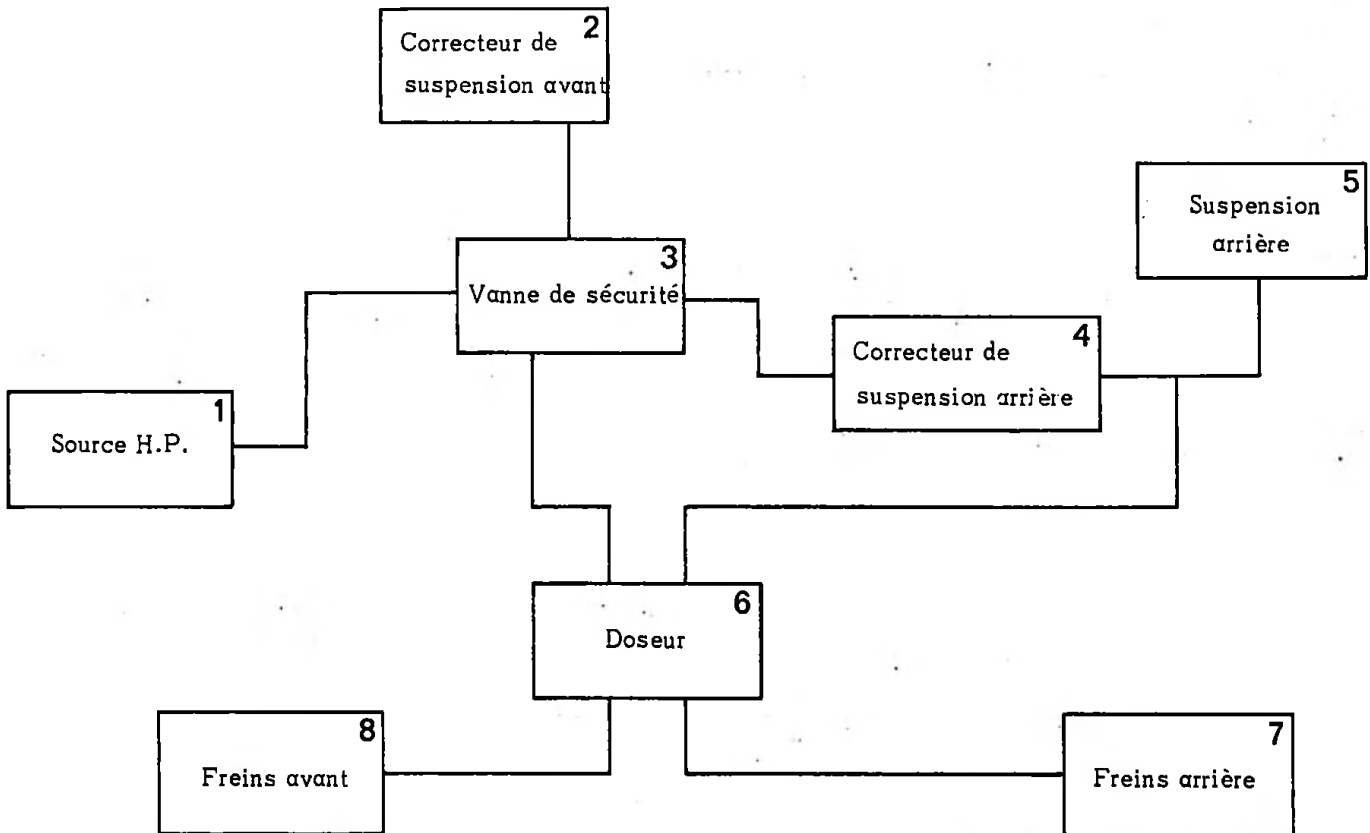 2
Correcteur de
suspension avant
5
Suspension
arrière
3
Vanne de sécurité
4
Correcteur de
suspension arrière
1
Source H.P.
6
Doseur
8
Freins avant
7
Freins arrière